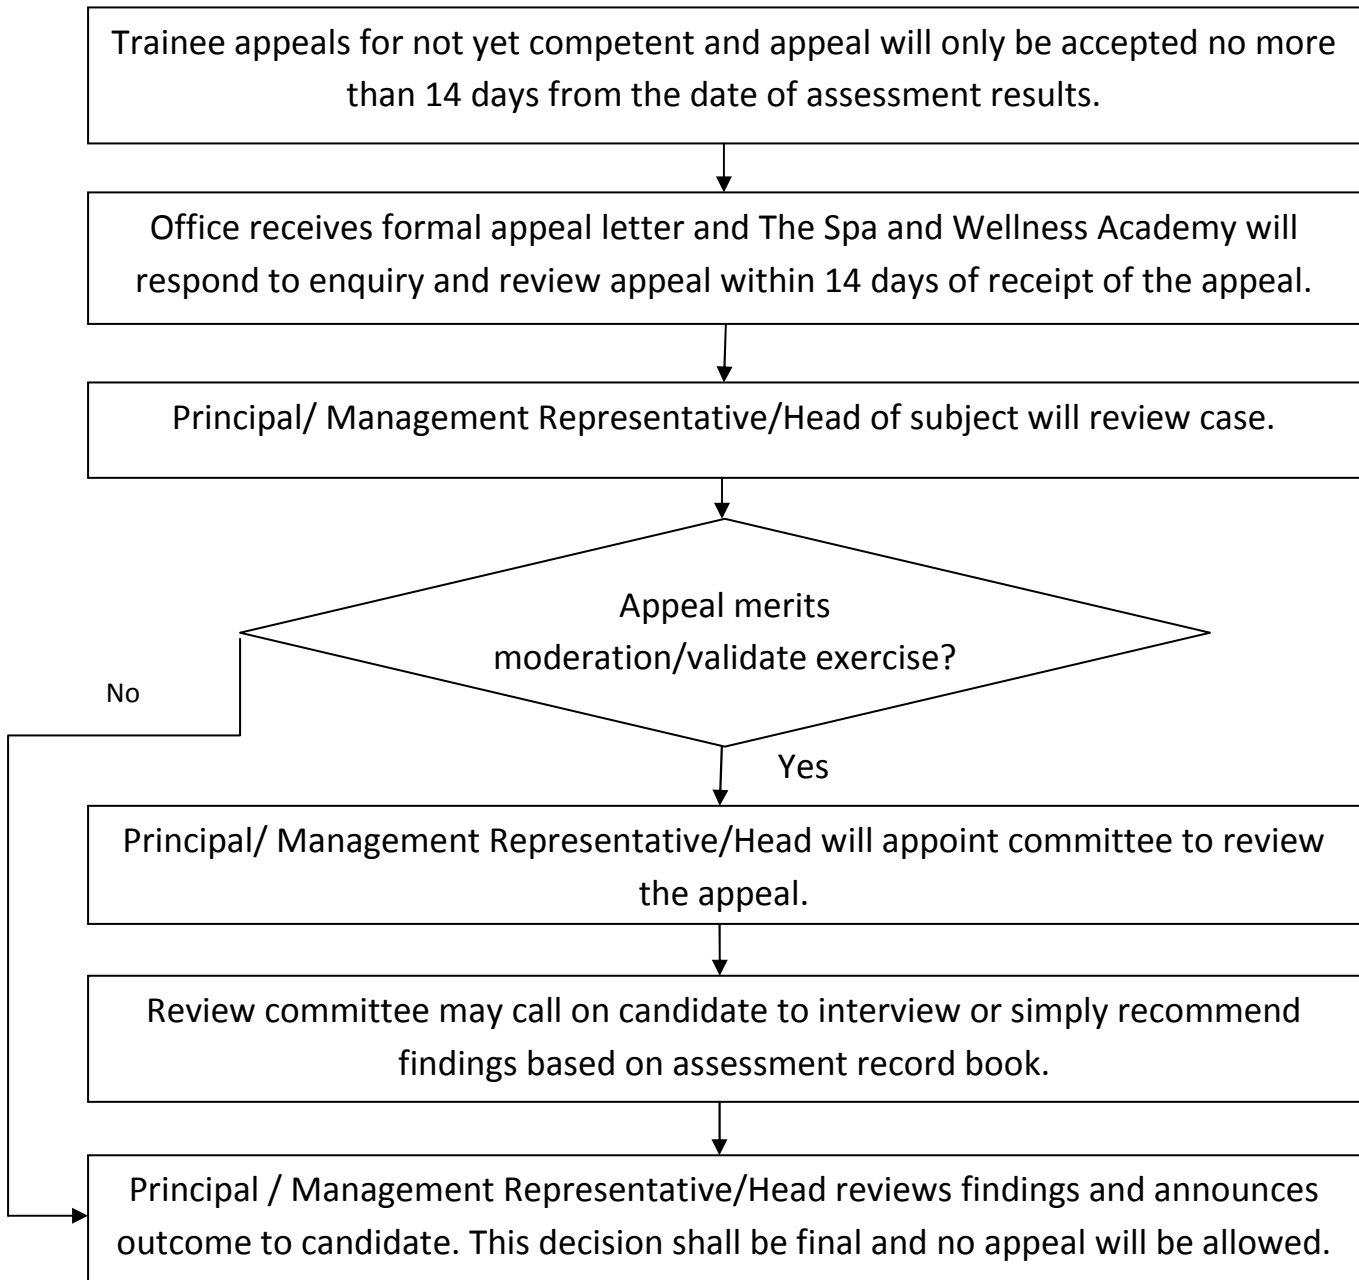 Trainee appeals for not yet competent and appeal will only be accepted no more
than 14 days from the date of assessment results.
Office receives formal appeal letter and The Spa and Wellness Academy will
respond to enquiry and review appeal within 14 days of receipt of the appeal.
Principal/ Management Representative/Head of subject will review case.
Appeal merits
moderation/validate exercise?
No
Yes
Principal/ Management Representative/Head will appoint committee to review
the appeal.
Review committee may call on candidate to interview or simply recommend
findings based on assessment record book.
Principal / Management Representative/Head reviews findings and announces
outcome to candidate. This decision shall be final and no appeal will be allowed.